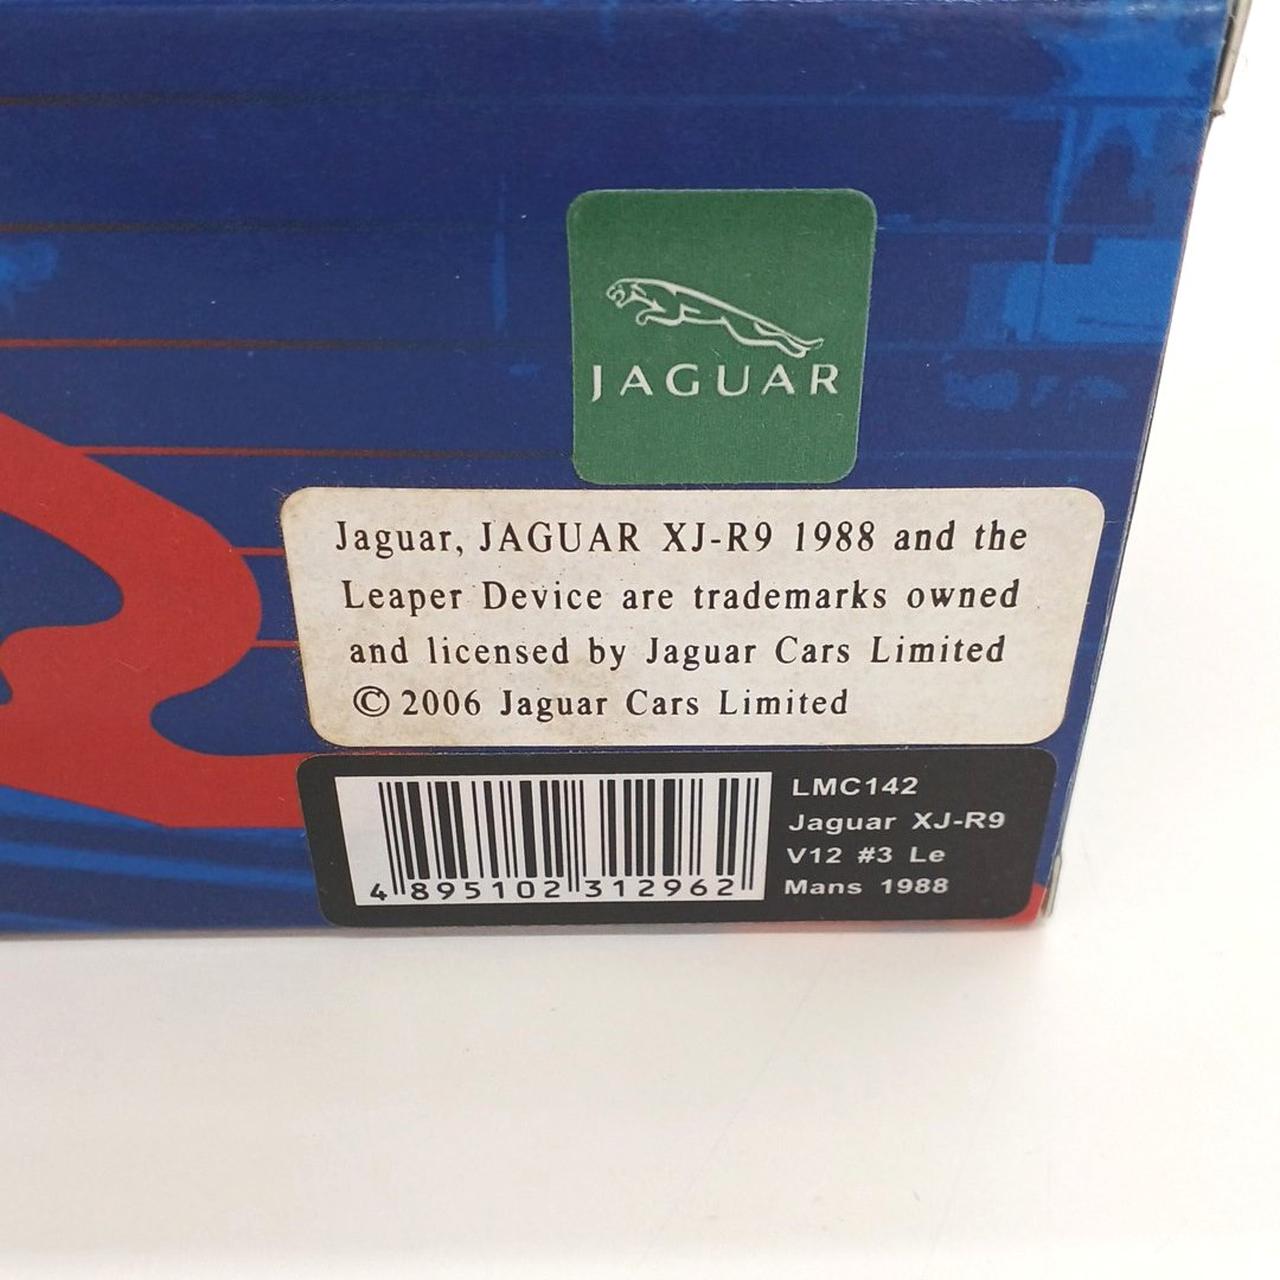 JAGUAR
Jaguar, JAGUAR XJ-R9 1988 and the
Leaper Device are trademarks owned
and licensed by Jaguar Cars Limited
© 2006 Jaguar Cars Limited
LMC142
Jaguar XJ-R9
V12 #3 Le
Mans 1988
4 895102 312962